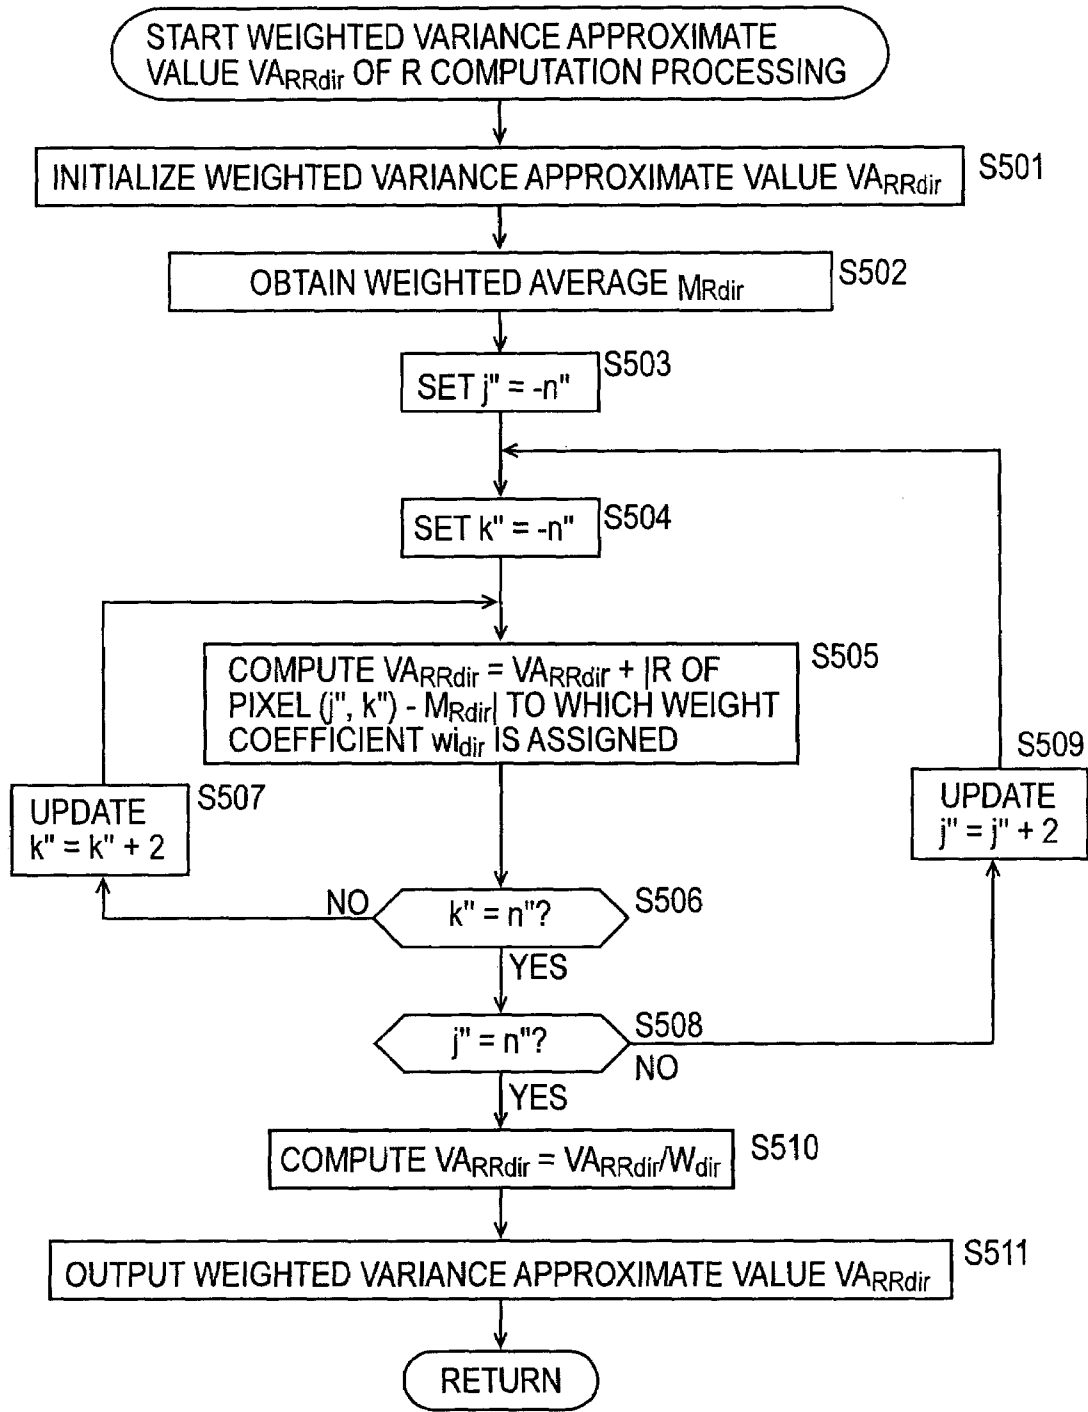 START WEIGHTED VARIANCE APPROXIMATE
VALUE VARRdir OF R COMPUTATION PROCESSING
INITIALIZE WEIGHTED VARIANCE APPROXIMATE VALUE VARRdir
S501
OBTAIN WEIGHTED AVERAGE MRdir
S502
SET j" = -n"
S503
SET k" = -n"
S504
COMPUTE VARRdir = VARRdir + |R OF
PIXEL (j", k") - MRdir| TO WHICH WEIGHT
COEFFICIENT widir IS ASSIGNED
S505
UPDATE
k" = k" + 2
S507
UPDATE
j" = j" + 2
S509
NO
k" = n"?
S506
YES
j" = n"?
S508
NO
YES
COMPUTE VARRdir = VARRdir/Wdir
S510
OUTPUT WEIGHTED VARIANCE APPROXIMATE VALUE VARRdir
S511
RETURN